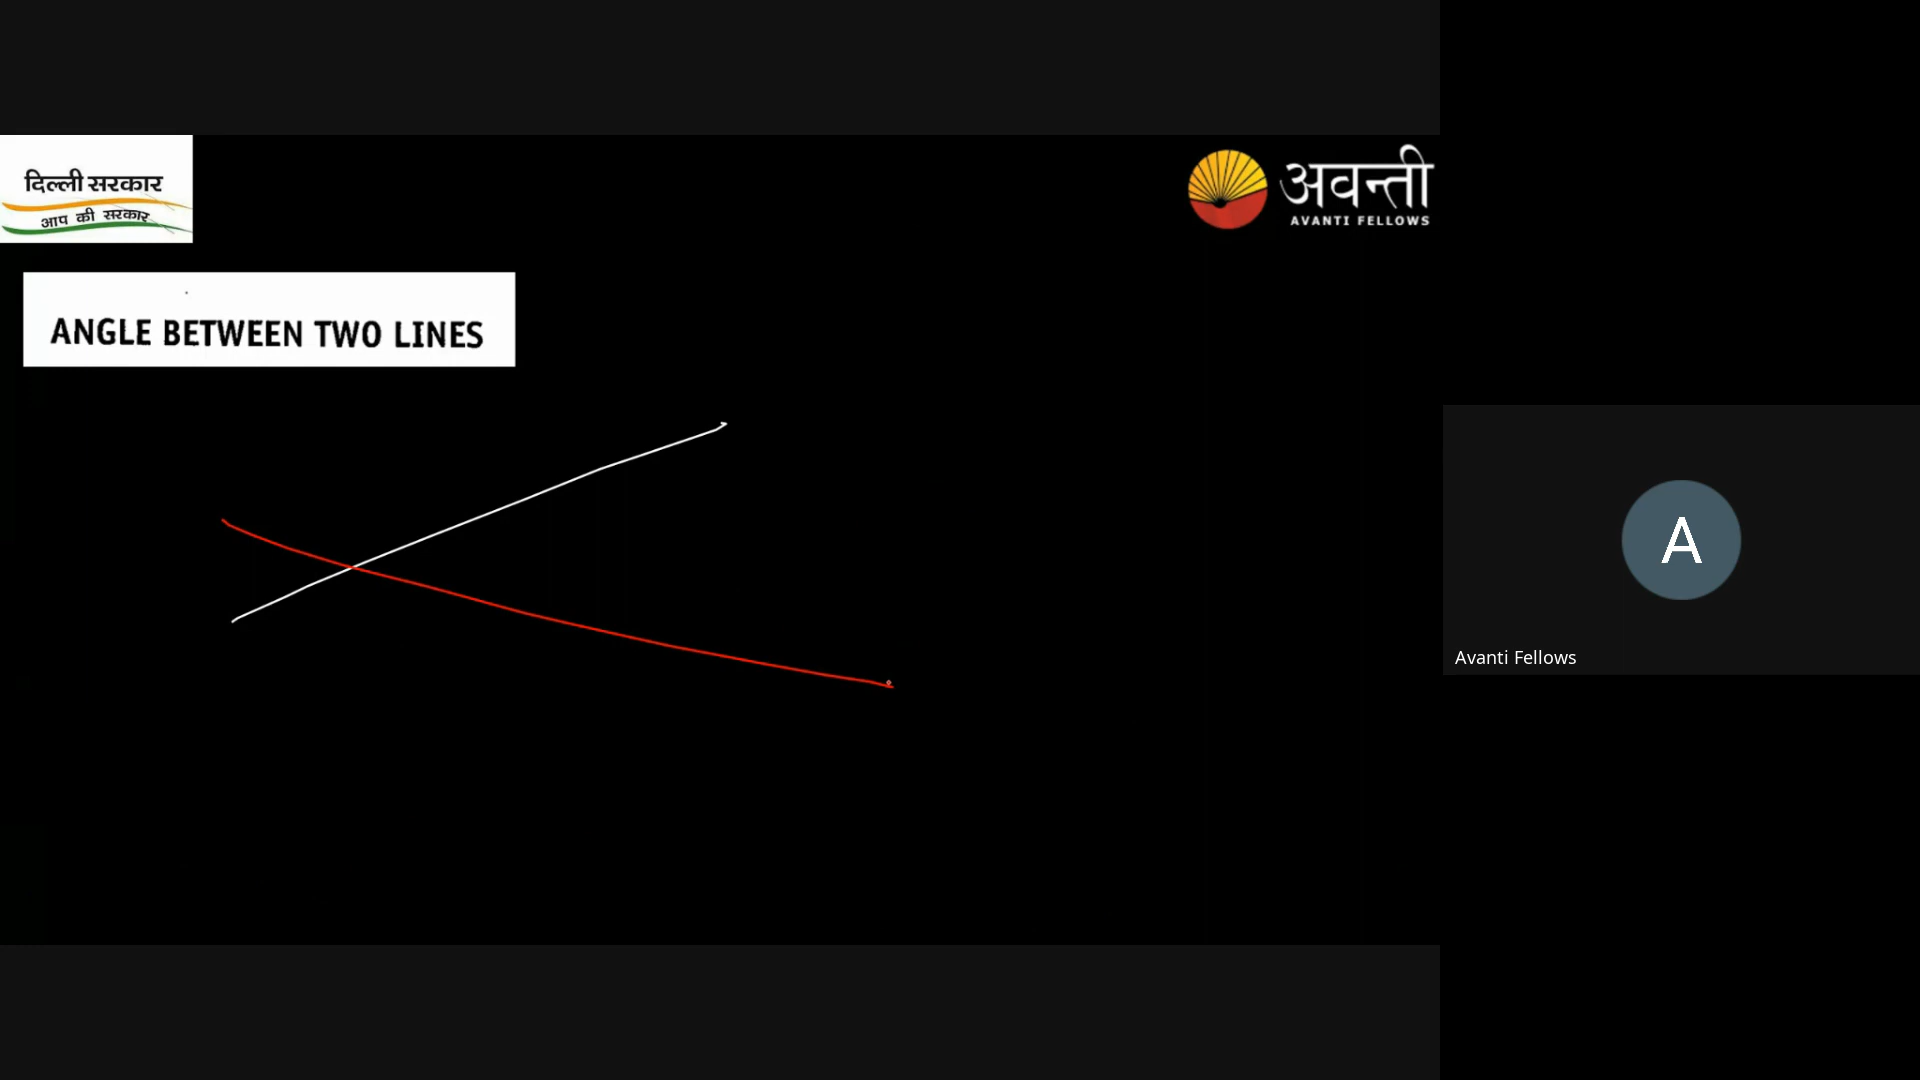 दिल्ली सरकार
आप की सरकार
अवन्ती
AVANTI FELLOWS
ANGLE BETWEEN TWO LINES
A
Avanti Fellows